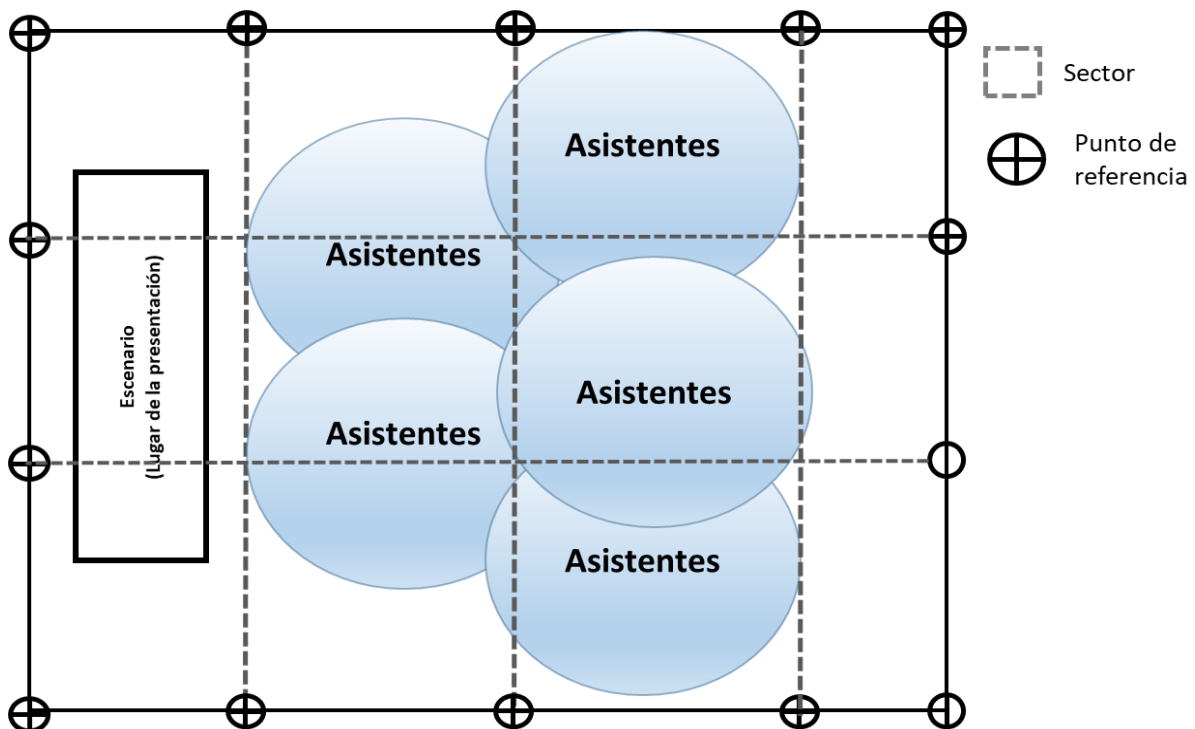 Asistentes
Sector
Punto de
referencia
Asistentes
Escenario
(Lugar de la presentación)
Asistentes
Asistentes
Asistentes